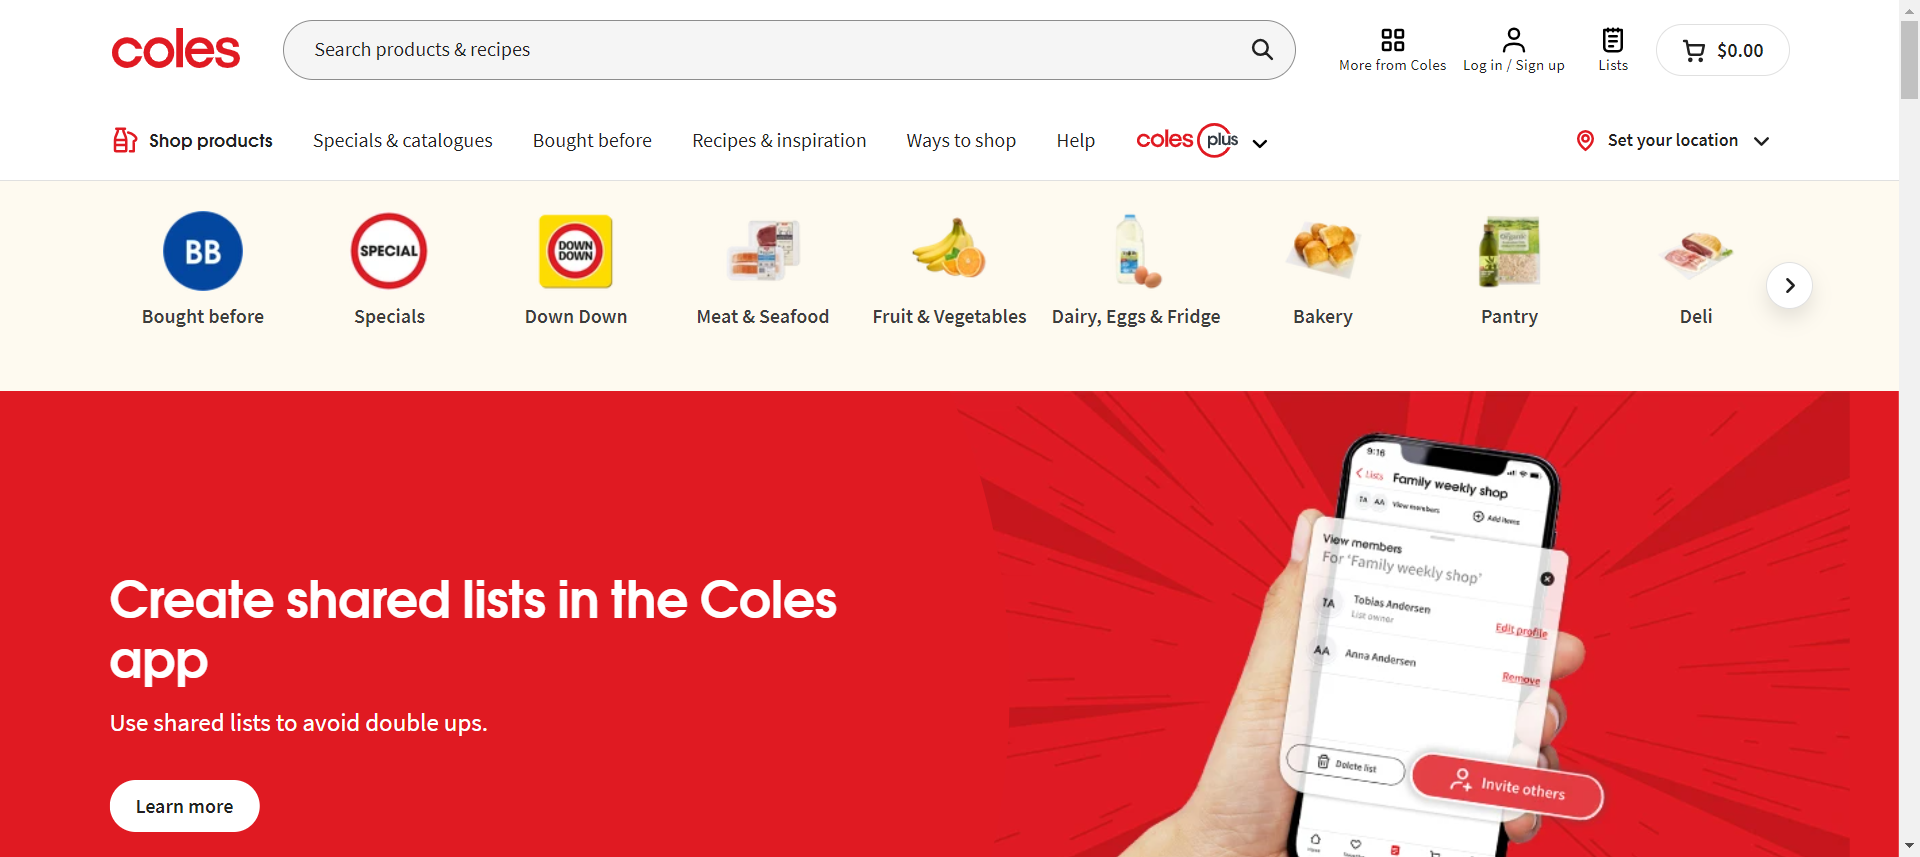 coles
Search products & recipes
More from Coles
Log in / Sign up
Lists
$0.00
Shop products
Specials & catalogues
Bought before
Recipes & inspiration
Ways to shop
Help
coles plus
Set your location
BB
SPECIAL
DOWN
DOWN
Organic
Bought before
Specials
Down Down
Meat & Seafood
Fruit & Vegetables
Dairy, Eggs & Fridge
Bakery
Pantry
Deli
Create shared lists in the Coles
app
Use shared lists to avoid double ups.
Learn more
9:16
Lists
Family weekly shop
TA AA View members
Add items
View members
For ‘Family weekly shop’
TA
Tobias Andersen
List owner
Edit profile
AA
Anna Andersen
Remove
Delete list
Invite others